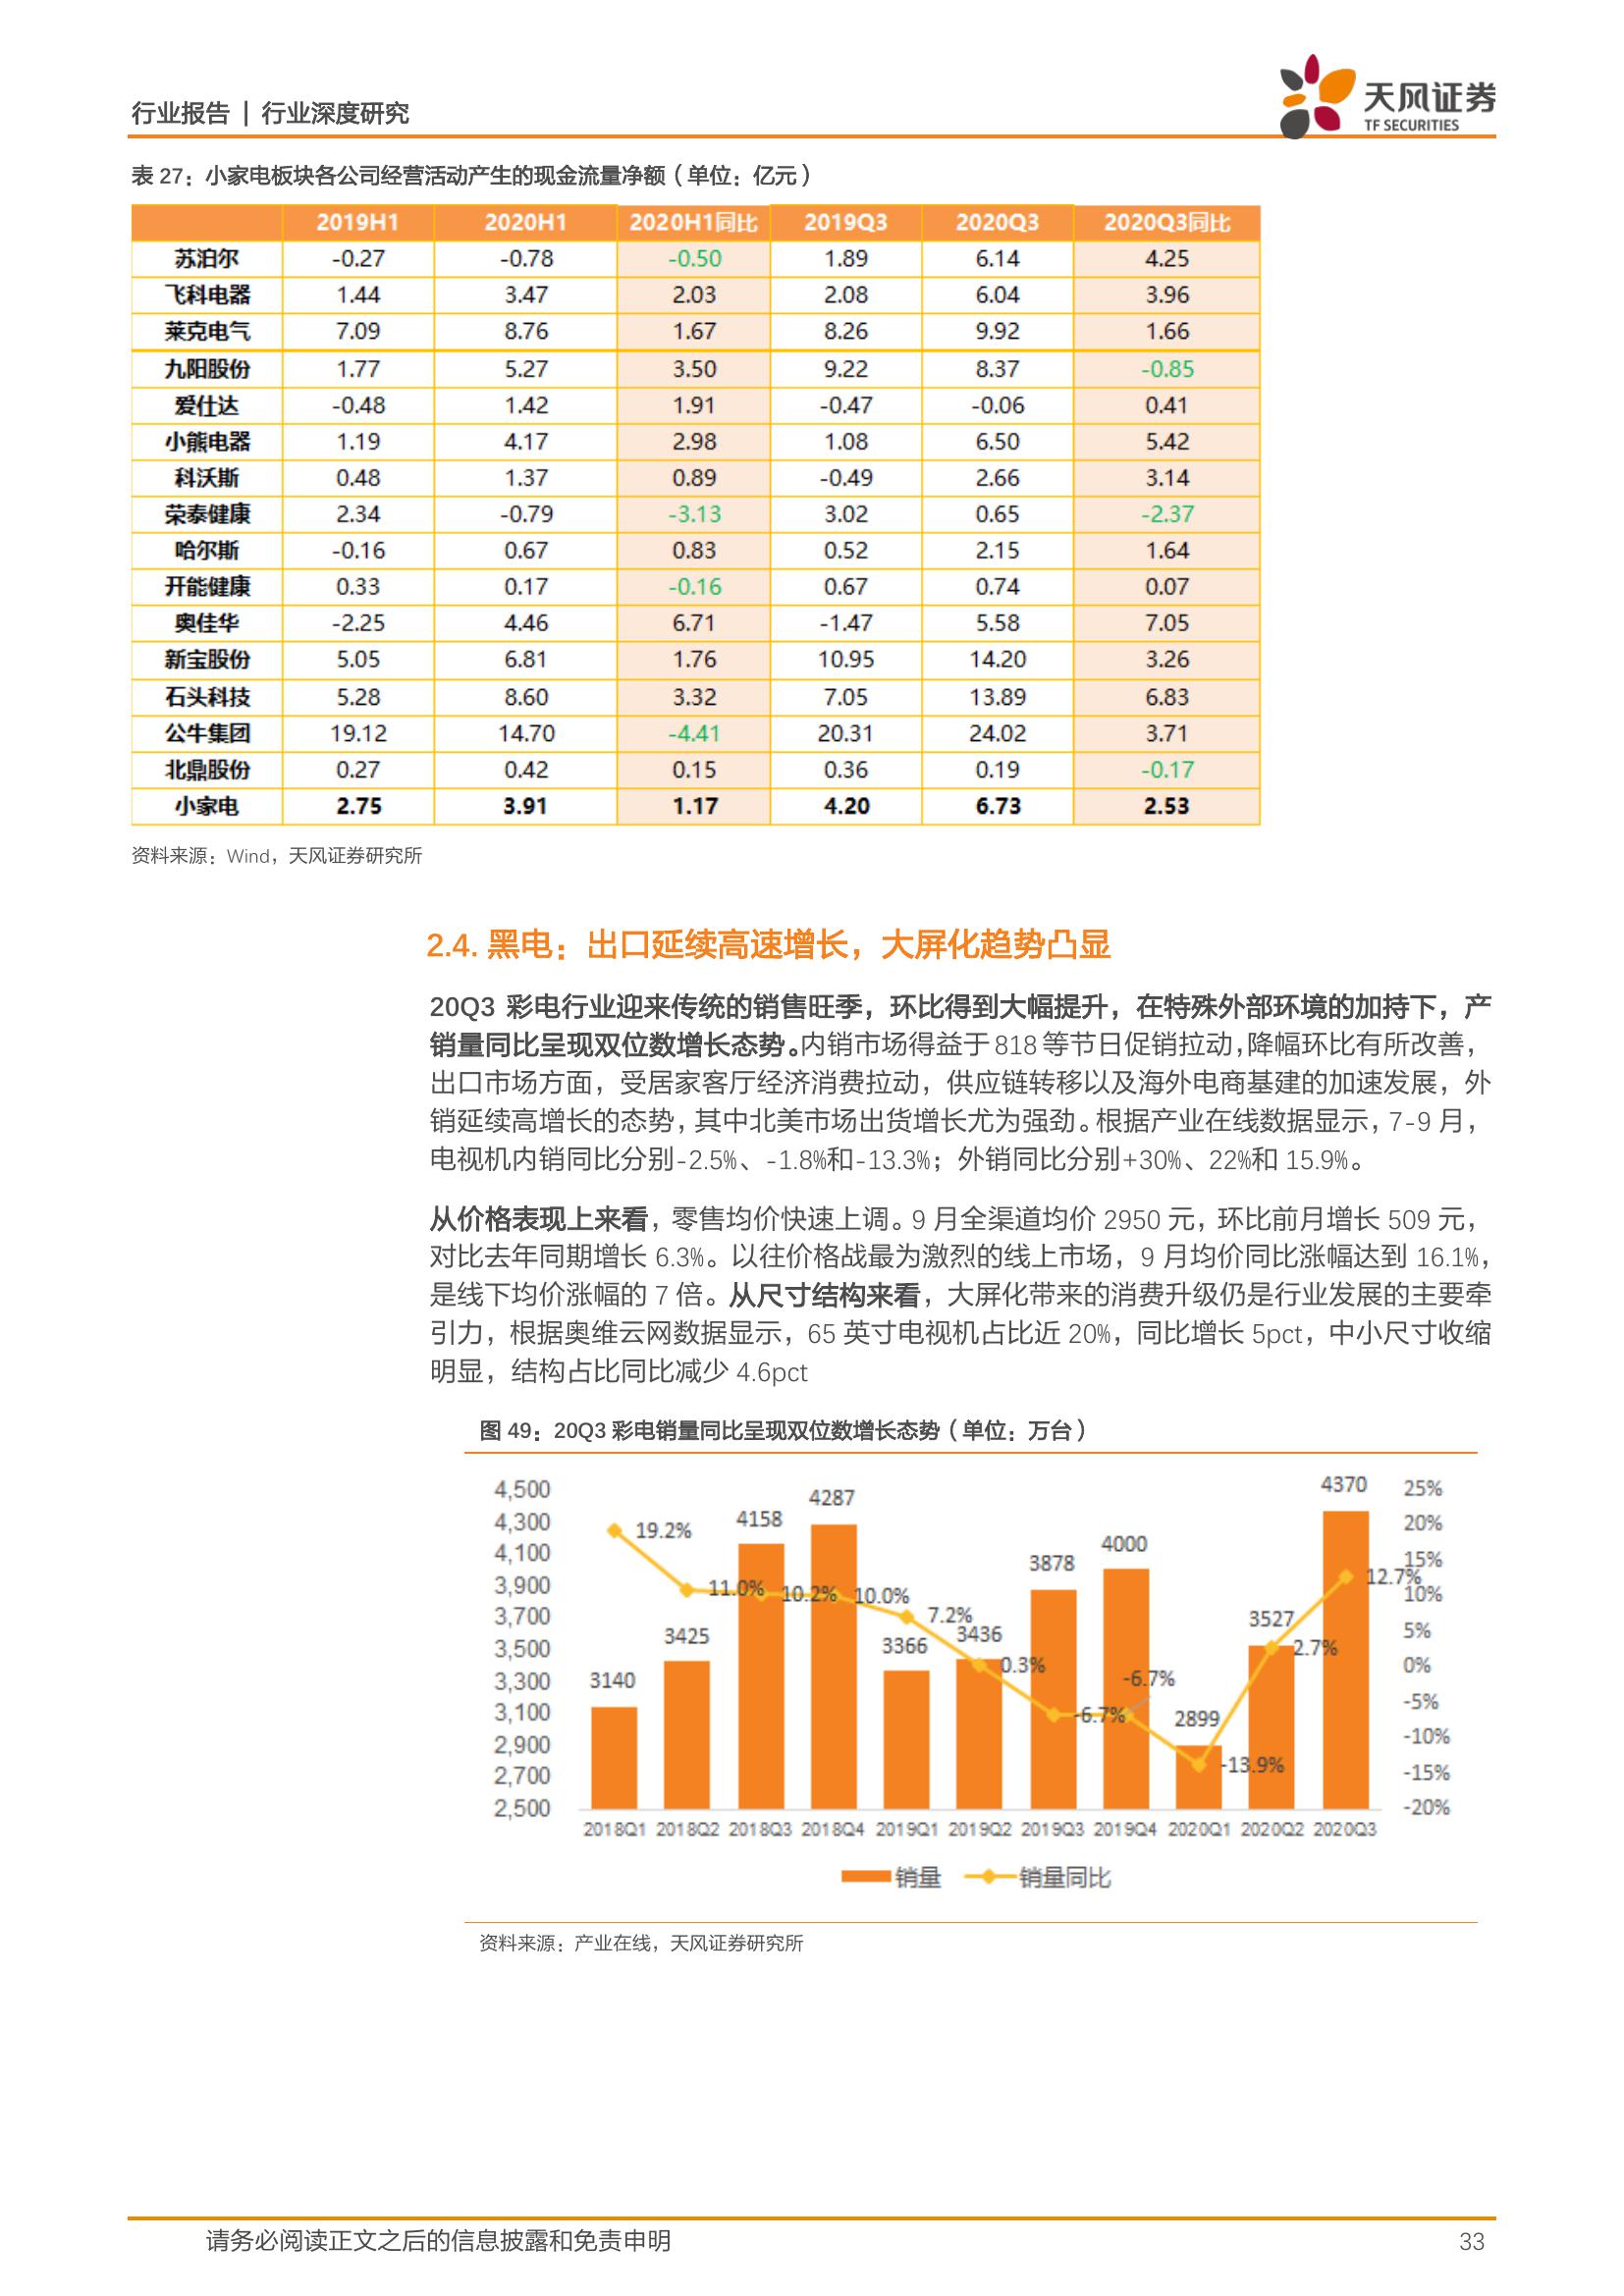 行业报告 | 行业深度研究
天风证券
TF SECURITIES
表 27：小家电板块各公司经营活动产生的现金流量净额（单位：亿元）
2019H1 2020H1 2020H1同比 2019Q3 2020Q3 2020Q3同比
苏泊尔 -0.27 -0.78 -0.50 1.89 6.14 4.25
飞科电器 1.44 3.47 2.03 2.08 6.04 3.96
莱克电气 7.09 8.76 1.67 8.26 9.92 1.66
九阳股份 1.77 5.27 3.50 9.22 8.37 -0.85
爱仕达 -0.48 1.42 1.91 -0.47 -0.06 0.41
小熊电器 1.19 4.17 2.98 1.08 6.50 5.42
科沃斯 0.48 1.37 0.89 -0.49 2.66 3.14
荣泰健康 2.34 -0.79 -3.13 3.02 0.65 -2.37
哈尔斯 -0.16 0.67 0.83 0.52 2.15 1.64
开能健康 0.33 0.17 -0.16 0.67 0.74 0.07
奥佳华 -2.25 4.46 6.71 -1.47 5.58 7.05
新宝股份 5.05 6.81 1.76 10.95 14.20 3.26
石头科技 5.28 8.60 3.32 7.05 13.89 6.83
公牛集团 19.12 14.70 -4.41 20.31 24.02 3.71
北鼎股份 0.27 0.42 0.15 0.36 0.19 -0.17
小家电 2.75 3.91 1.17 4.20 6.73 2.53
资料来源：Wind，天风证券研究所
2.4. 黑电：出口延续高速增长，大屏化趋势凸显
20Q3 彩电行业迎来传统的销售旺季，环比得到大幅提升，在特殊外部环境的加持下，产
销量同比呈现双位数增长态势。内销市场得益于 818 等节日促销拉动，降幅环比有所改善，
出口市场方面，受居家客厅经济消费拉动，供应链转移以及海外电商基建的加速发展，外
销延续高增长的态势，其中北美市场出货增长尤为强劲。根据产业在线数据显示，7-9 月，
电视机内销同比分别-2.5%、-1.8%和-13.3%；外销同比分别+30%、22%和 15.9%。
从价格表现上来看，零售均价快速上调。9 月全渠道均价 2950 元，环比前月增长 509 元，
对比去年同期增长 6.3%。以往价格战最为激烈的线上市场，9 月均价同比涨幅达到 16.1%，
是线下均价涨幅的 7 倍。从尺寸结构来看，大屏化带来的消费升级仍是行业发展的主要牵
引力，根据奥维云网数据显示，65 英寸电视机占比近 20%，同比增长 5pct，中小尺寸收缩
明显，结构占比同比减少 4.6pct
图 49：20Q3 彩电销量同比呈现双位数增长态势（单位：万台）
4,500
4,300
4,100
3,900
3,700
3,500
3,300
3,100
2,900
2,700
2,500
3140 3425 4158 4287 3366 3436 3878 4000 2899 3527 4370
19.2% 11.0% 10.2% 10.0% 7.2% 0.3% -6.7% -6.7% -13.9% 2.7% 12.7%
25%
20%
15%
10%
5%
0%
-5%
-10%
-15%
-20%
2018Q1 2018Q2 2018Q3 2018Q4 2019Q1 2019Q2 2019Q3 2019Q4 2020Q1 2020Q2 2020Q3
销量 销量同比
资料来源：产业在线，天风证券研究所
请务必阅读正文之后的信息披露和免责申明
33